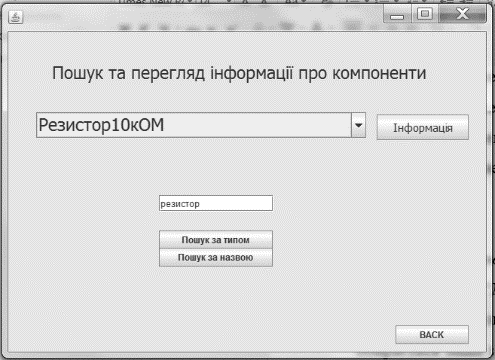 Пошук та перегляд інформації про компоненти
Резистор10кОМ
Інформація
резистор
Пошук за типом
Пошук за назвою
BACK